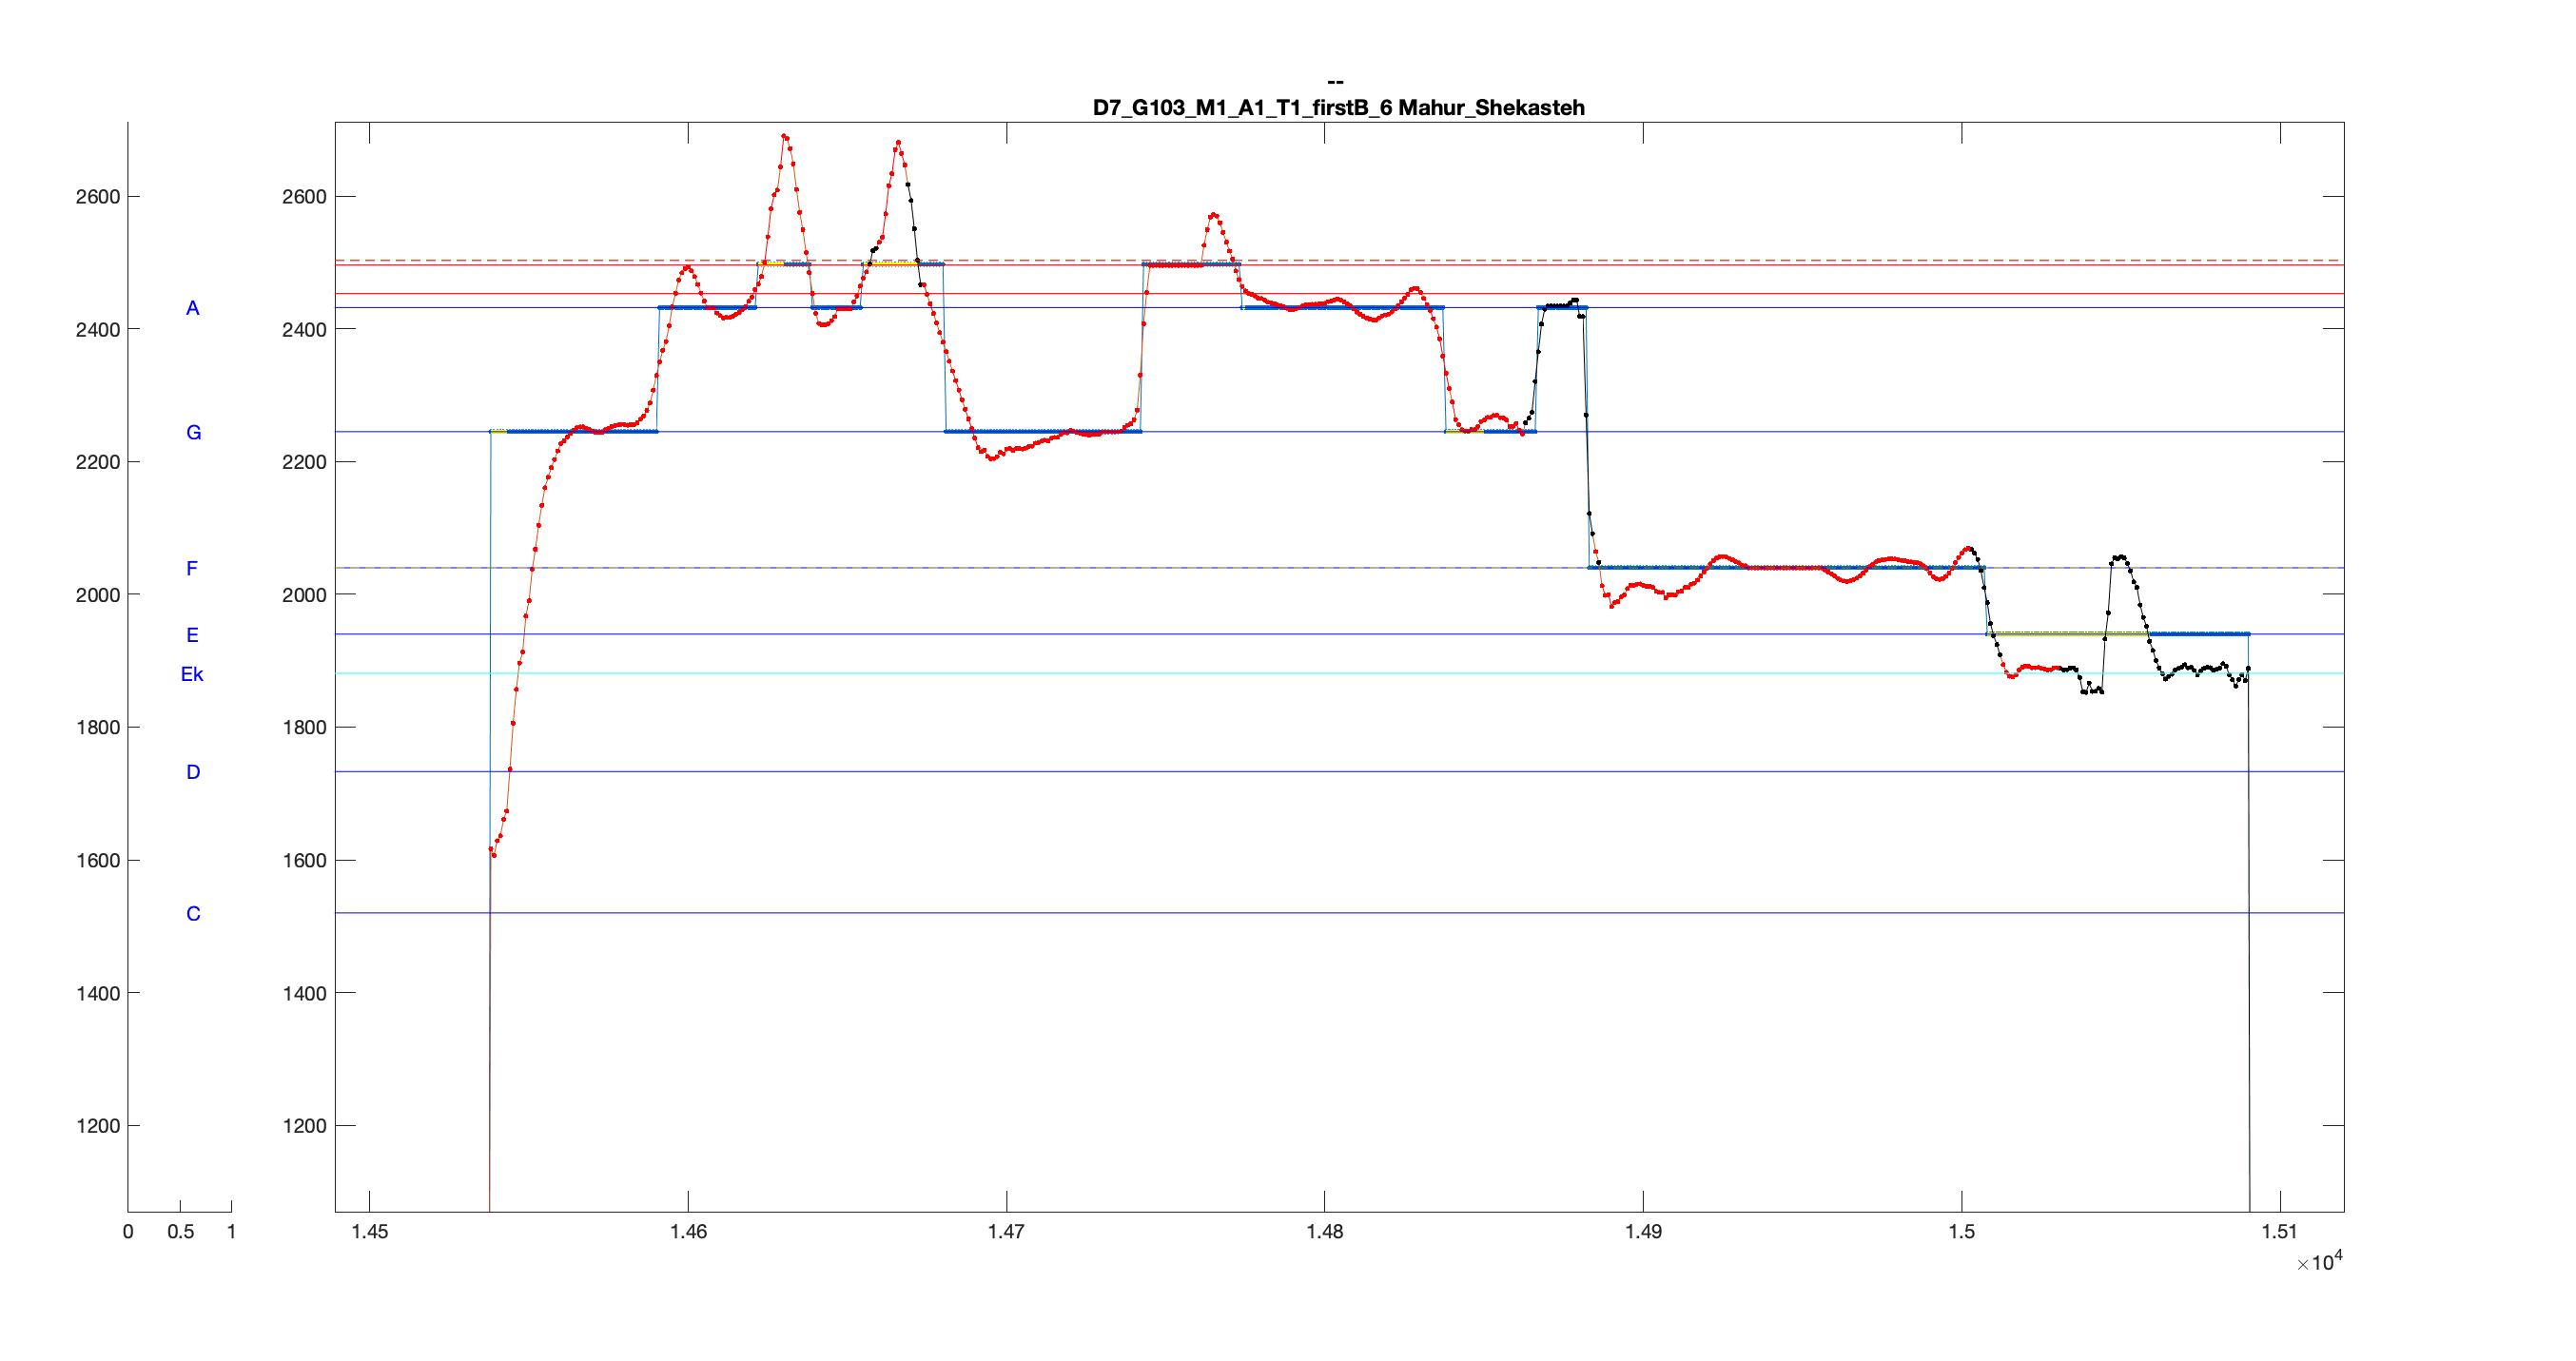 --
D7_G103_M1_A1_T1_firstB_6 Mahur_Shekasteh
2600 2600
A 2400 2400
G 2200 2200
F 2000 2000
E
Ek
1800 1800
D
1600 1600
C
1400 1400
1200 1200
0 0.5 1 1.45 1.46 1.47 1.48 1.49 1.5 1.51
×10⁴